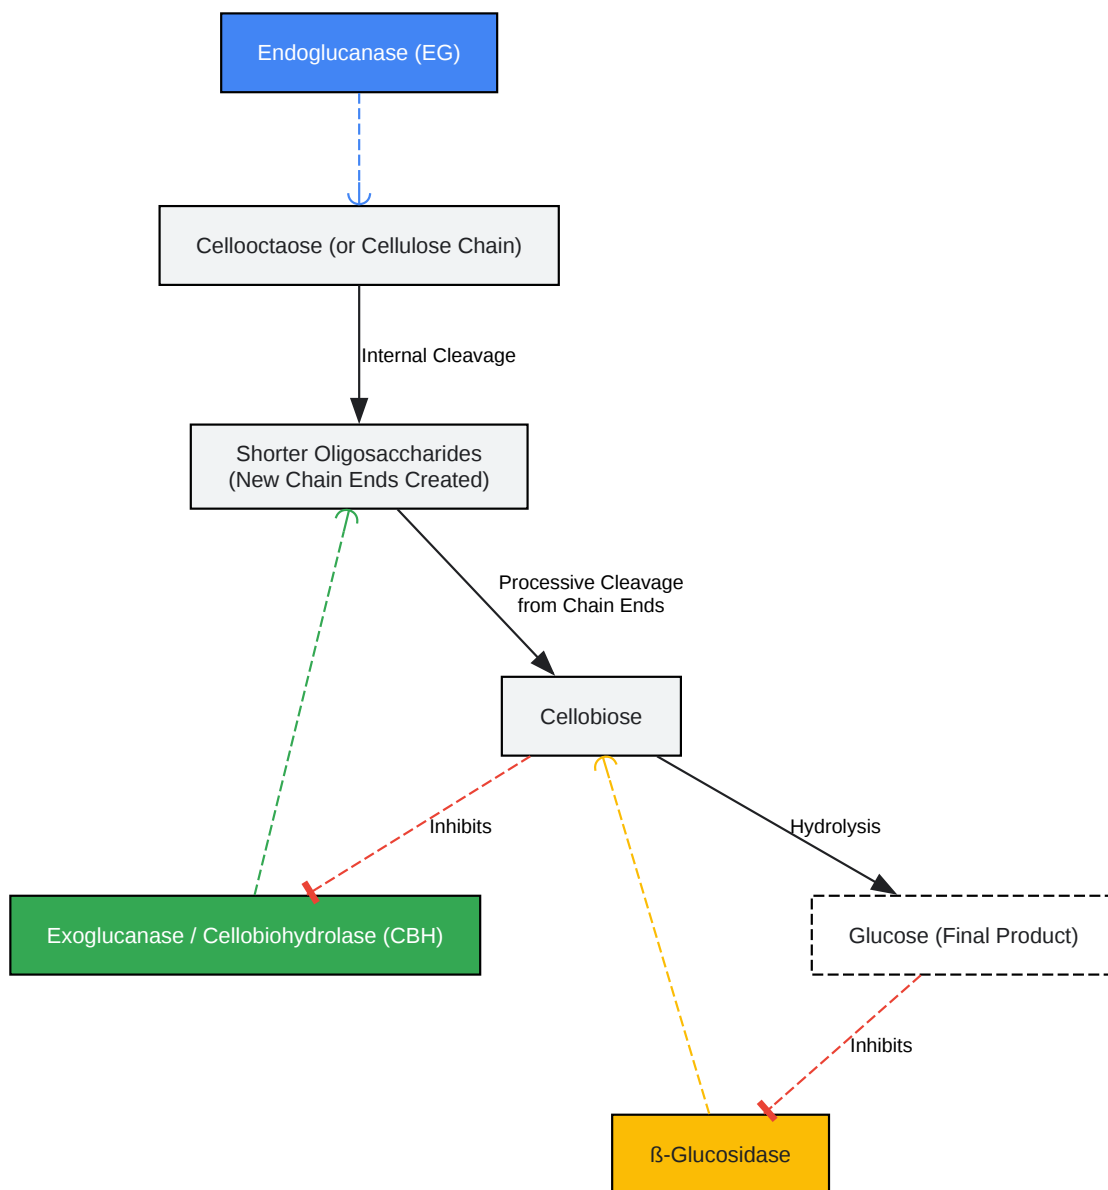 Endoglucanase (EG)
Cellooctaose (or Cellulose Chain)
Internal Cleavage
Shorter Oligosaccharides
(New Chain Ends Created)
Processive Cleavage
from Chain Ends
Cellobiose
Inhibits
Hydrolysis
Exoglucanase / Cellobiohydrolase (CBH)
Glucose (Final Product)
Inhibits
ß-Glucosidase